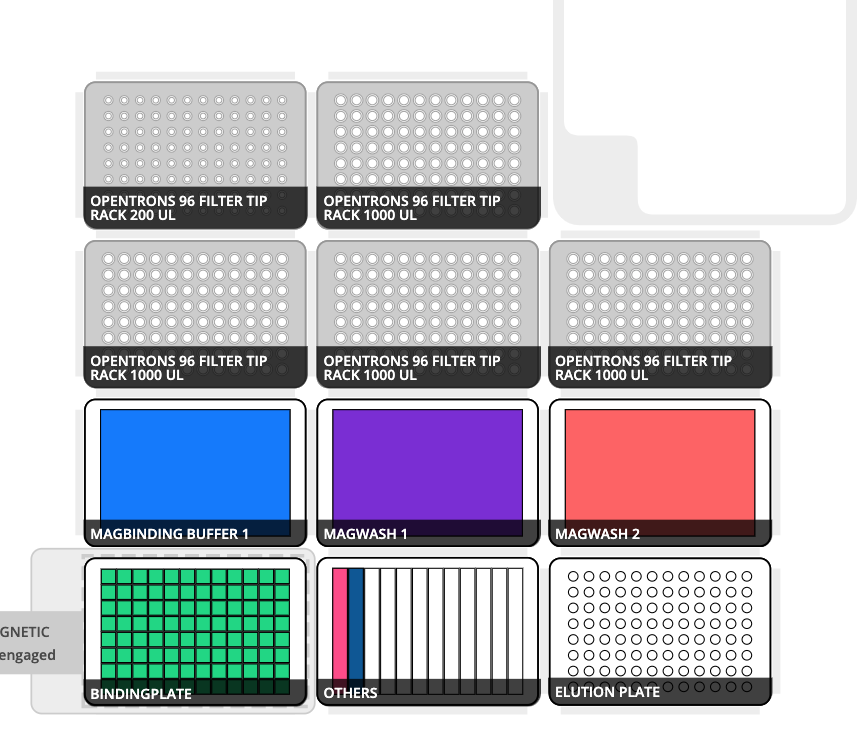 OPENTRONS 96 FILTER TIP
RACK 200 UL
OPENTRONS 96 FILTER TIP
RACK 1000 UL
OPENTRONS 96 FILTER TIP
RACK 1000 UL
OPENTRONS 96 FILTER TIP
RACK 1000 UL
OPENTRONS 96 FILTER TIP
RACK 1000 UL
MAGBINDING BUFFER 1
MAGWASH 1
MAGWASH 2
GNETIC
engaged
BINDINGPLATE
OTHERS
ELUTION PLATE